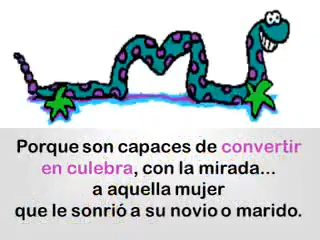 Porque son capaces de convertir
en culebra, con la mirada...
a aquella mujer
que le sonrió a su novio o marido.